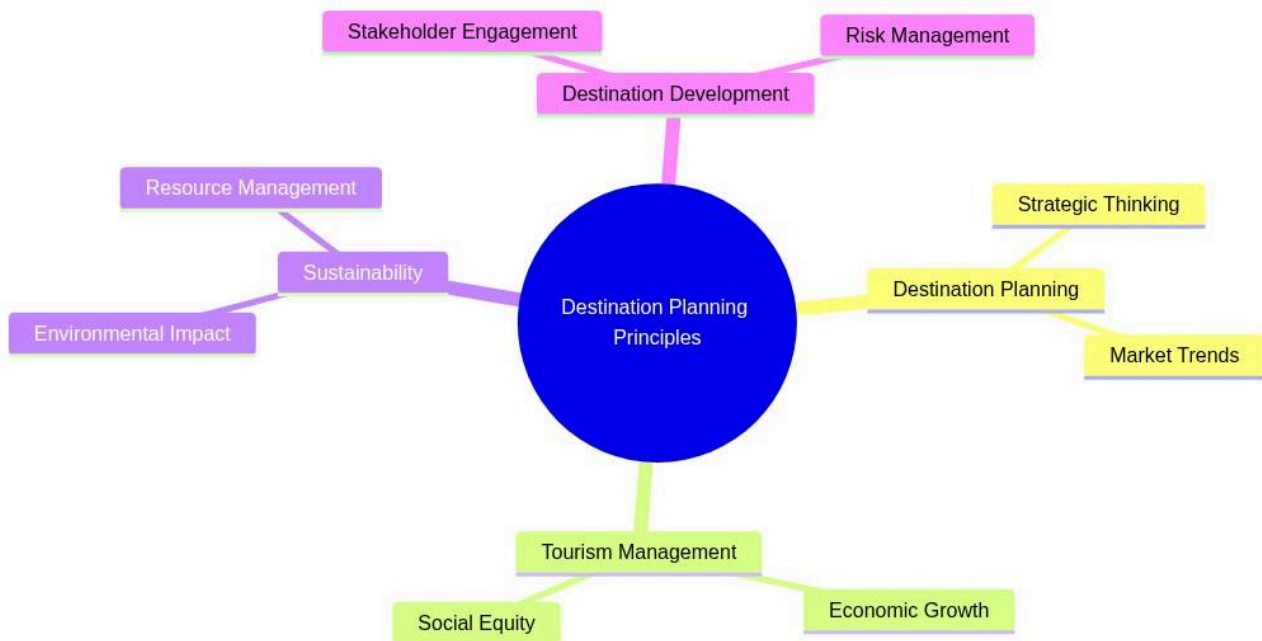 Stakeholder Engagement
Risk Management
Destination Development
Resource Management
Strategic Thinking
Sustainability
Destination Planning
Destination Planning
Principles
Environmental Impact
Market Trends
Tourism Management
Social Equity
Economic Growth